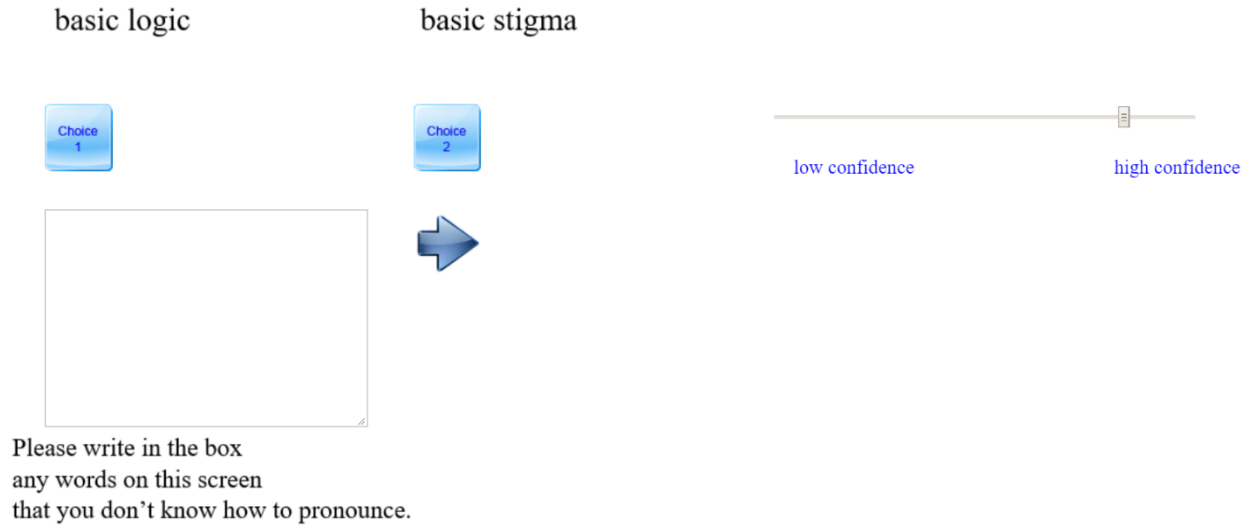 basic logic
basic stigma
Choice
1
Choice
2
low confidence
high confidence
Please write in the box
any words on this screen
that you don’t know how to pronounce.